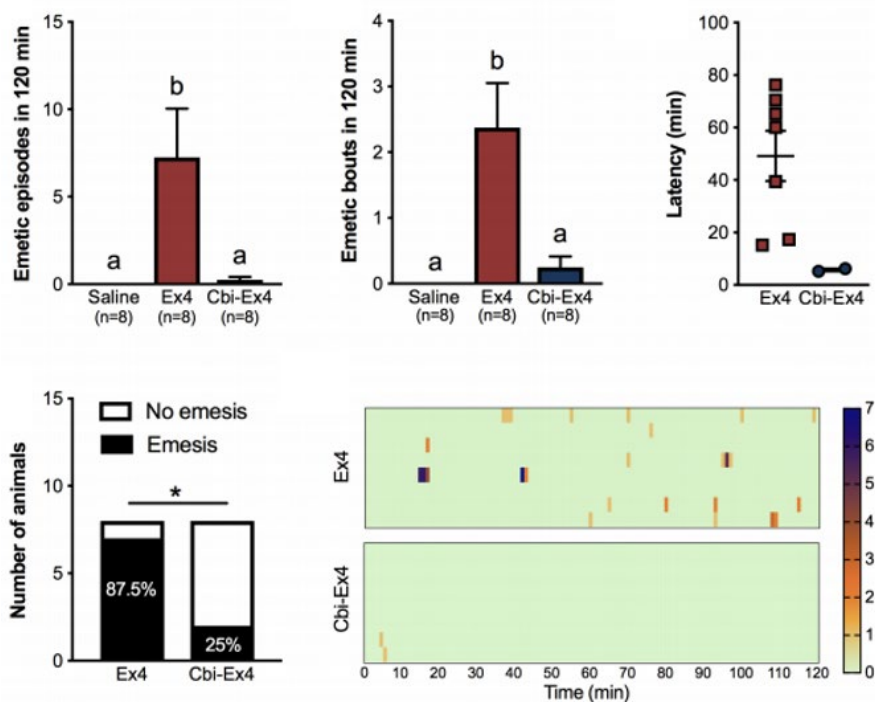 Emetic episodes in 120 min
15
10
5
0
a
b
a
Saline
(n=8)
Ex4
(n=8)
Cbi-Ex4
(n=8)
Emetic bouts in 120 min
4
3
2
1
0
a
b
a
Saline
(n=8)
Ex4
(n=8)
Cbi-Ex4
(n=8)
Latency (min)
100
80
60
40
20
0
Ex4
Cbi-Ex4
Number of animals
15
10
5
0
No emesis
Emesis
*
87.5%
25%
Ex4
Cbi-Ex4
Ex4
Cbi-Ex4
0 10 20 30 40 50 60 70 80 90 100 110 120
Time (min)
7
6
5
4
3
2
1
0